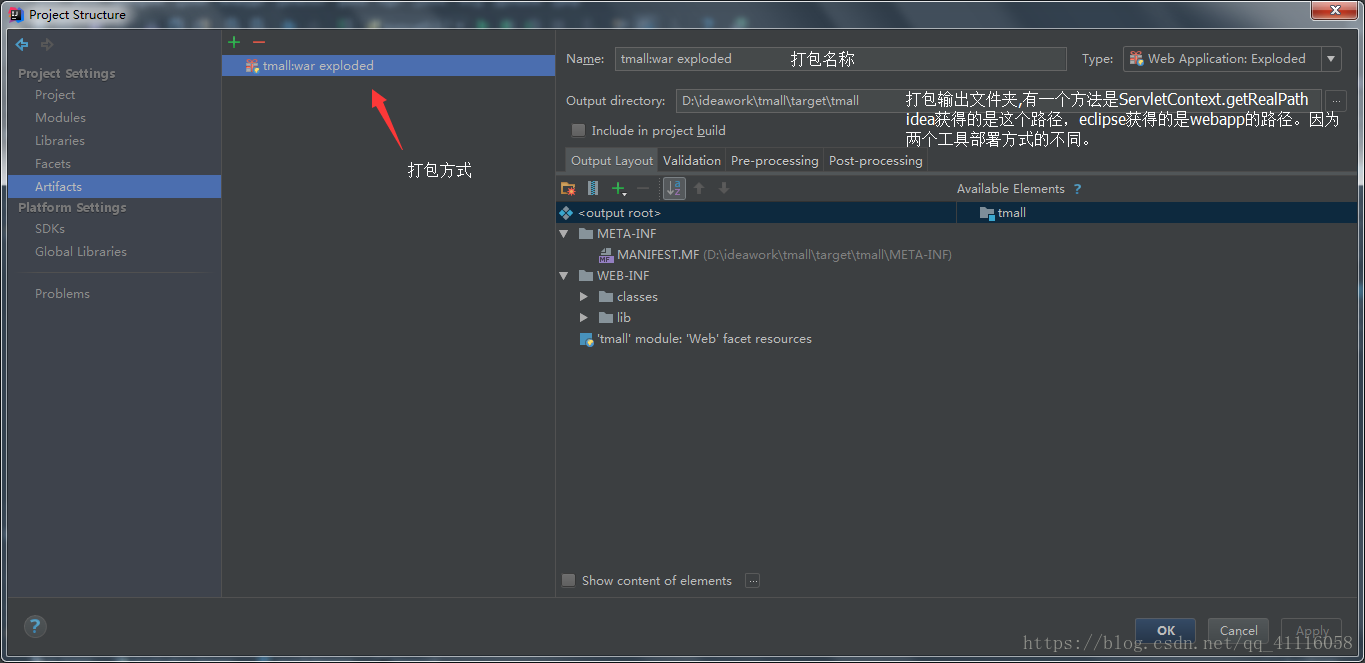 Project Structure
Project Settings
Project
Modules
Libraries
Facets
Artifacts
Platform Settings
SDKs
Global Libraries
Problems
tmall:war exploded
打包方式
Name: tmall:war exploded 打包名称 Type: Web Application: Exploded
Output directory: D:\ideawork\tmall\target\tmall
打包输出文件夹,有一个方法是ServletContext.getRealPath
idea获得的是这个路径，eclipse获得的是webapp的路径。因为
两个工具部署方式的不同。
Include in project build
Output Layout Validation Pre-processing Post-processing
Available Elements ?
<output root>
tmall
META-INF
MANIFEST.MF (D:\ideawork\tmall\target\tmall\META-INF)
WEB-INF
classes
lib
'tmall' module: 'Web' facet resources
Show content of elements ...
? OK Cancel Apply
https://blog.csdn.net/qq_41116058